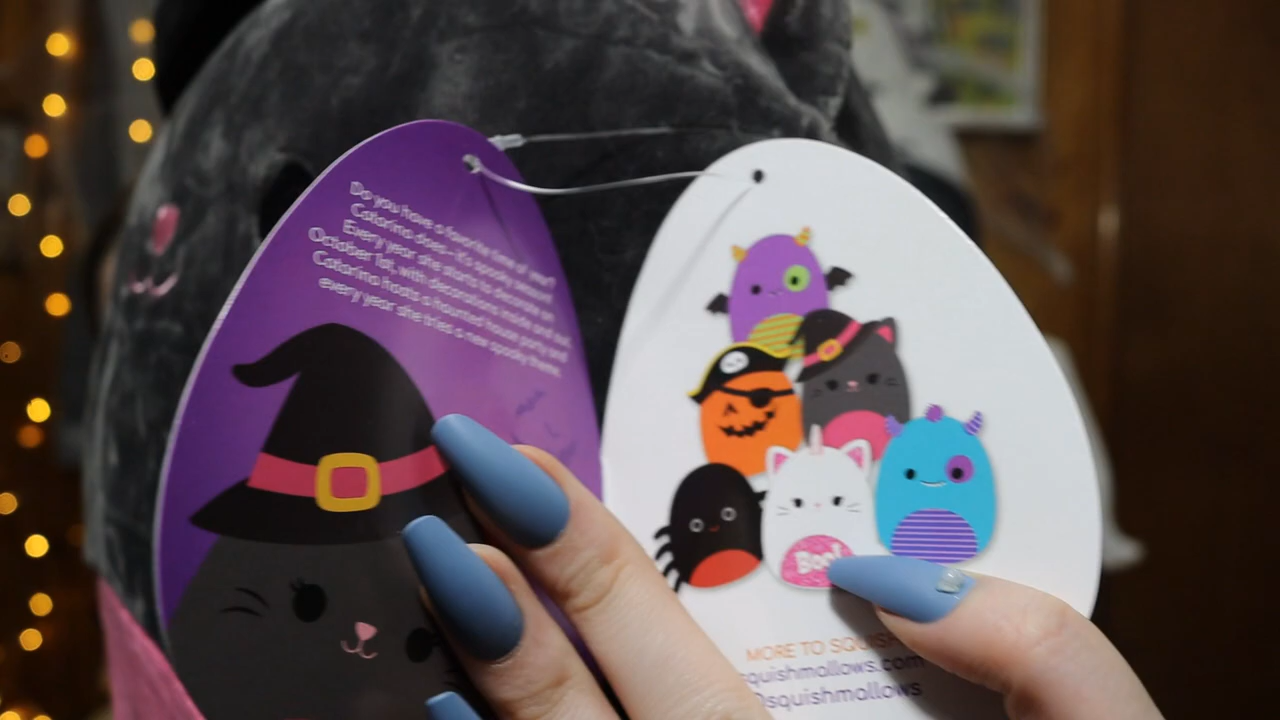 Do you have a favorite time of year?
Catarina does– it's spooky season!
Every year she starts to decorate on
October 1st, with decorations inside and out.
Catarina hosts a haunted house party and
every year she tries a new spooky theme.
Boo!
MORE TO SQUISH
squishmallows.com
@squishmallows